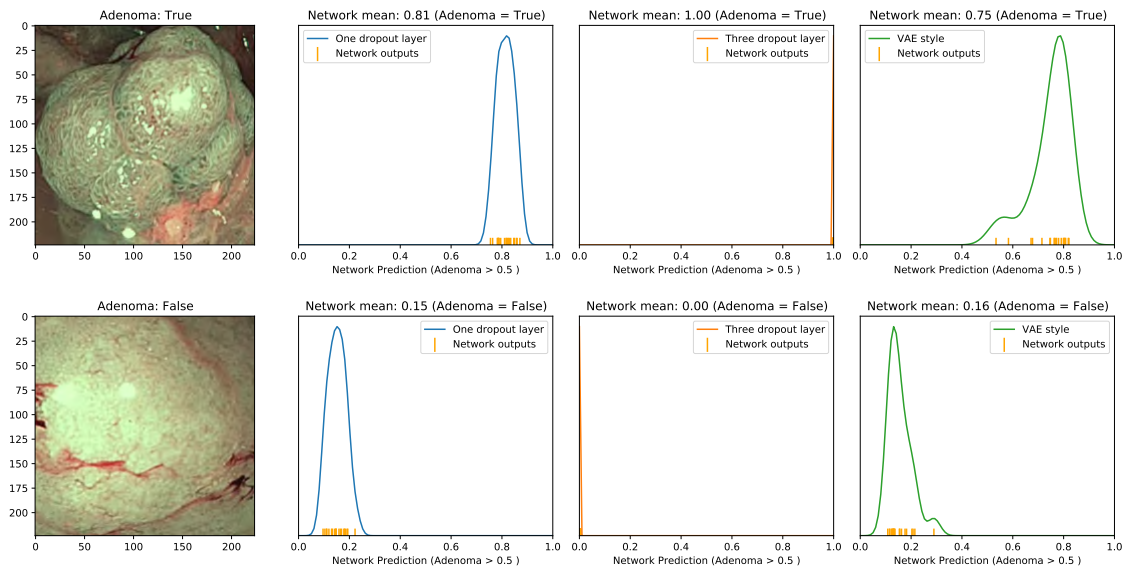 Adenoma: True
0
25
50
75
100
125
150
175
200
0 50 100 150 200
Network mean: 0.81 (Adenoma = True)
One dropout layer
Network outputs
0.0 0.2 0.4 0.6 0.8 1.0
Network Prediction (Adenoma > 0.5 )
Network mean: 1.00 (Adenoma = True)
Three dropout layer
Network outputs
0.0 0.2 0.4 0.6 0.8 1.0
Network Prediction (Adenoma > 0.5 )
Network mean: 0.75 (Adenoma = True)
VAE style
Network outputs
0.0 0.2 0.4 0.6 0.8 1.0
Network Prediction (Adenoma > 0.5 )
Adenoma: False
0
25
50
75
100
125
150
175
200
0 50 100 150 200
Network mean: 0.15 (Adenoma = False)
One dropout layer
Network outputs
0.0 0.2 0.4 0.6 0.8 1.0
Network Prediction (Adenoma > 0.5 )
Network mean: 0.00 (Adenoma = False)
Three dropout layer
Network outputs
0.0 0.2 0.4 0.6 0.8 1.0
Network Prediction (Adenoma > 0.5 )
Network mean: 0.16 (Adenoma = False)
VAE style
Network outputs
0.0 0.2 0.4 0.6 0.8 1.0
Network Prediction (Adenoma > 0.5 )